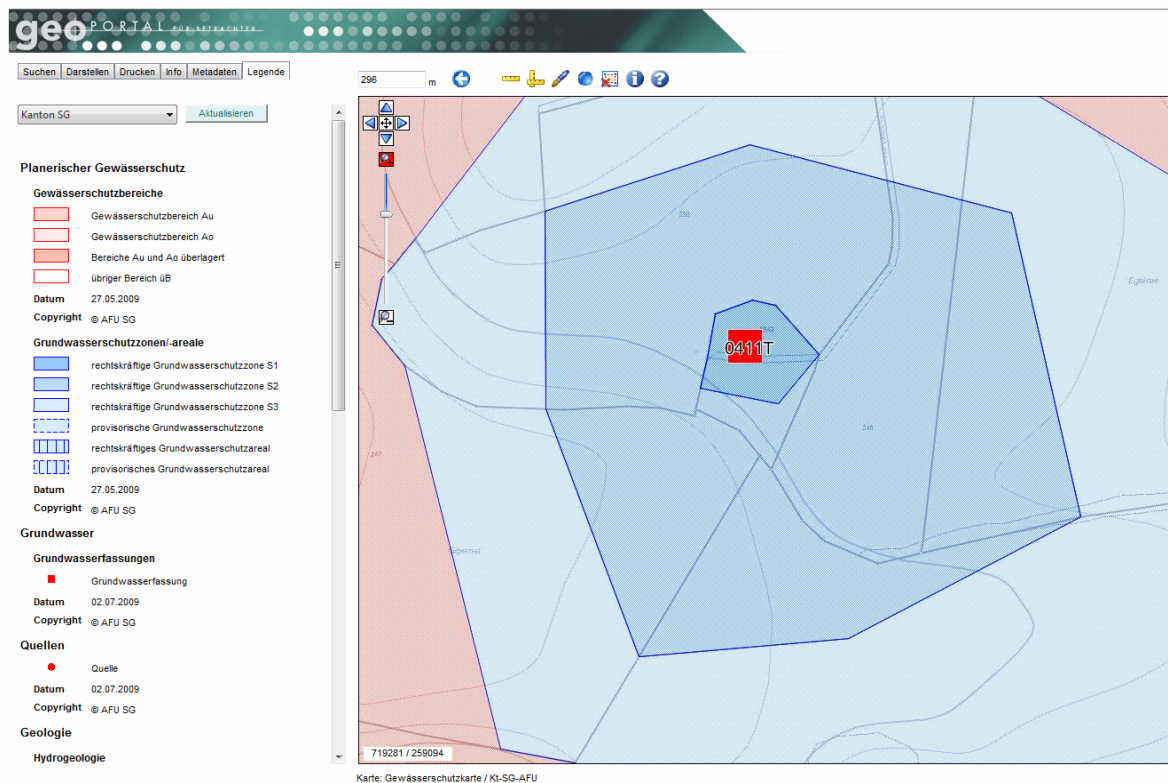 geo PORTAL FÜR BETRACHTER
Suchen Darstellen Drucken Info Metadaten Legende
296 m
Kanton SG Aktualisieren
Planerischer Gewässerschutz
Gewässerschutzbereiche
Gewässerschutzbereich Au
Gewässerschutzbereich Ao
Bereiche Au und Ao überlagert
übriger Bereich üB
Datum 27.05.2009
Copyright © AFU SG
Grundwasserschutzzonen/-areale
rechtskräftige Grundwasserschutzzone S1
rechtskräftige Grundwasserschutzzone S2
rechtskräftige Grundwasserschutzzone S3
provisorische Grundwasserschutzzone
rechtskräftiges Grundwasserschutzareal
provisorisches Grundwasserschutzareal
Datum 27.05.2009
Copyright © AFU SG
Grundwasser
Grundwasserfassungen
Grundwasserfassung
Datum 02.07.2009
Copyright © AFU SG
Quellen
Quelle
Datum 02.07.2009
Copyright © AFU SG
Geologie
Hydrogeologie
0411T
719281 / 259094
Karte: Gewässerschutzkarte / Kt-SG-AFU